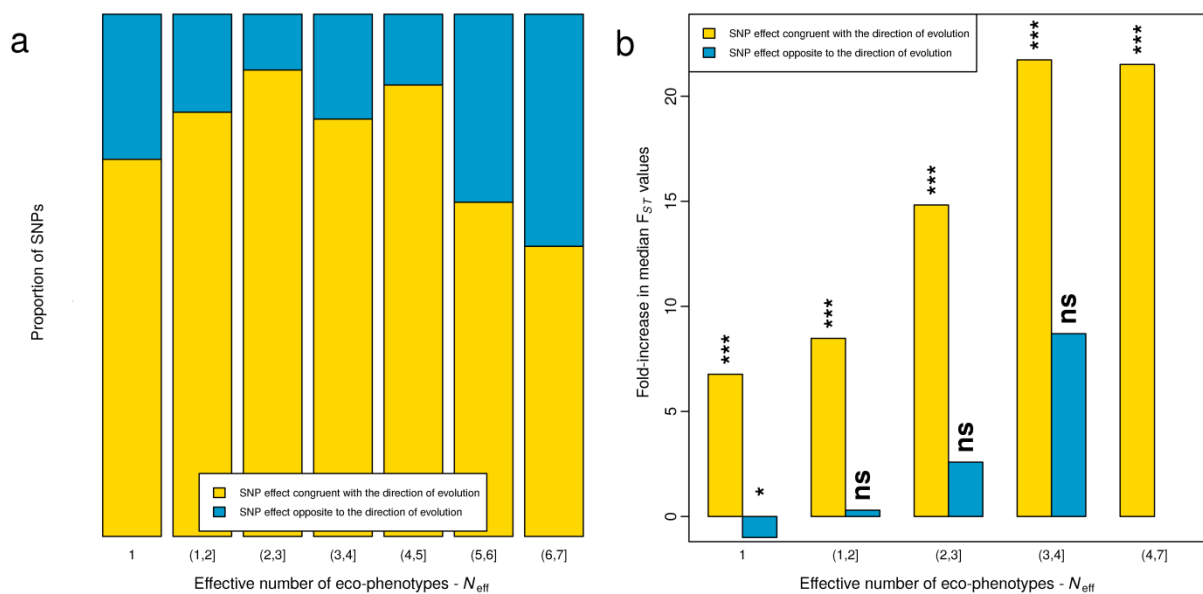 a
Proportion of SNPs
SNP effect congruent with the direction of evolution
SNP effect opposite to the direction of evolution
1
(1,2]
(2,3]
(3,4]
(4,5]
(5,6]
(6,7]
Effective number of eco-phenotypes - Neff
b
SNP effect congruent with the direction of evolution
SNP effect opposite to the direction of evolution
Fold-increase in median FST values
20
15
10
5
0
***
*
***
ns
***
ns
***
ns
***
1
(1,2]
(2,3]
(3,4]
(4,7]
Effective number of eco-phenotypes - Neff